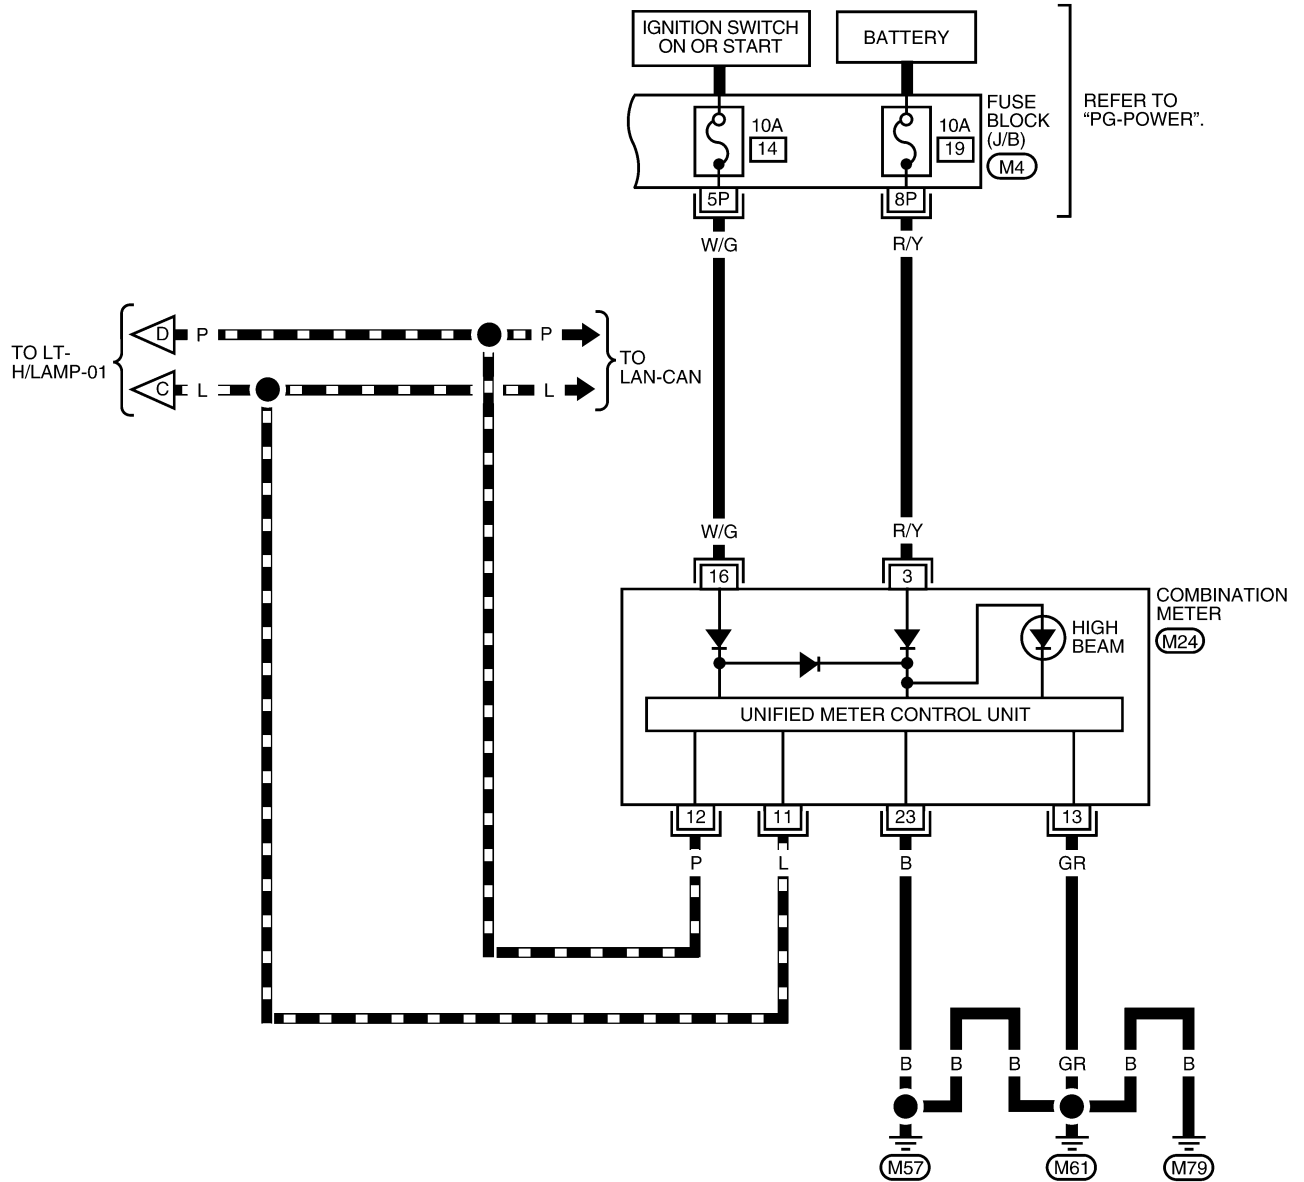 IGNITION SWITCH
ON OR START
BATTERY
FUSE
BLOCK
(J/B)
M4
REFER TO
“PG-POWER”.
10A
14
10A
19
5P
8P
W/G
R/Y
D
P
P
TO LT-
H/LAMP-01
TO
LAN-CAN
C
L
L
W/G
R/Y
16
3
COMBINATION
METER
M24
HIGH
BEAM
UNIFIED METER CONTROL UNIT
12
11
23
13
P
L
B
GR
B
B
B
GR
B
B
M57
M61
M79